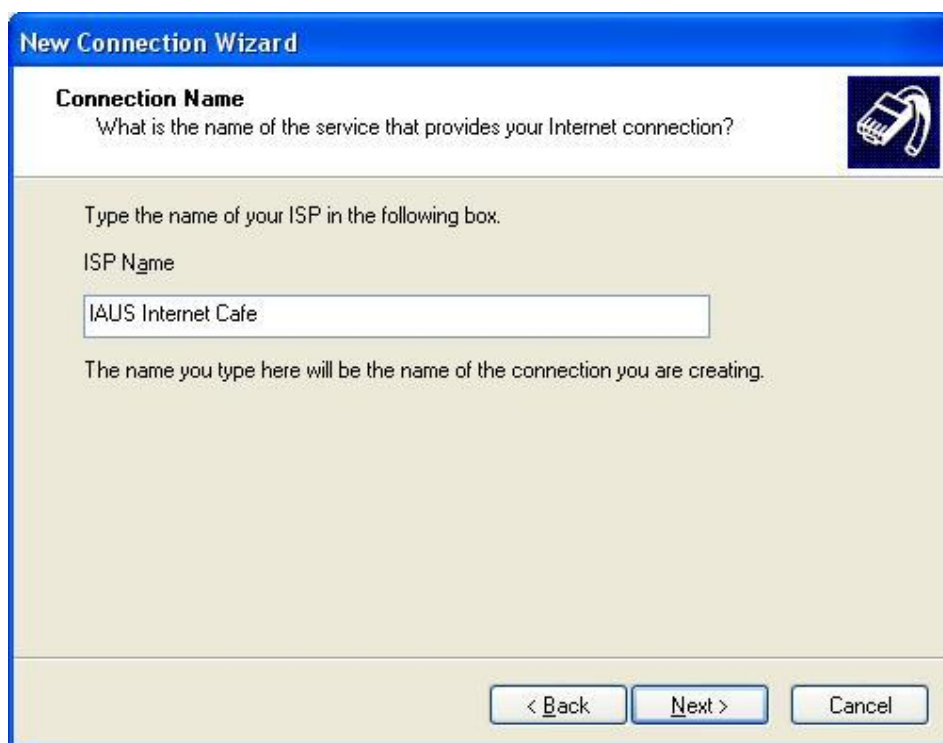 New Connection Wizard
Connection Name
What is the name of the service that provides your Internet connection?
Type the name of your ISP in the following box.
ISP Name
IAUS Internet Cafe
The name you type here will be the name of the connection you are creating.
< Back Next > Cancel